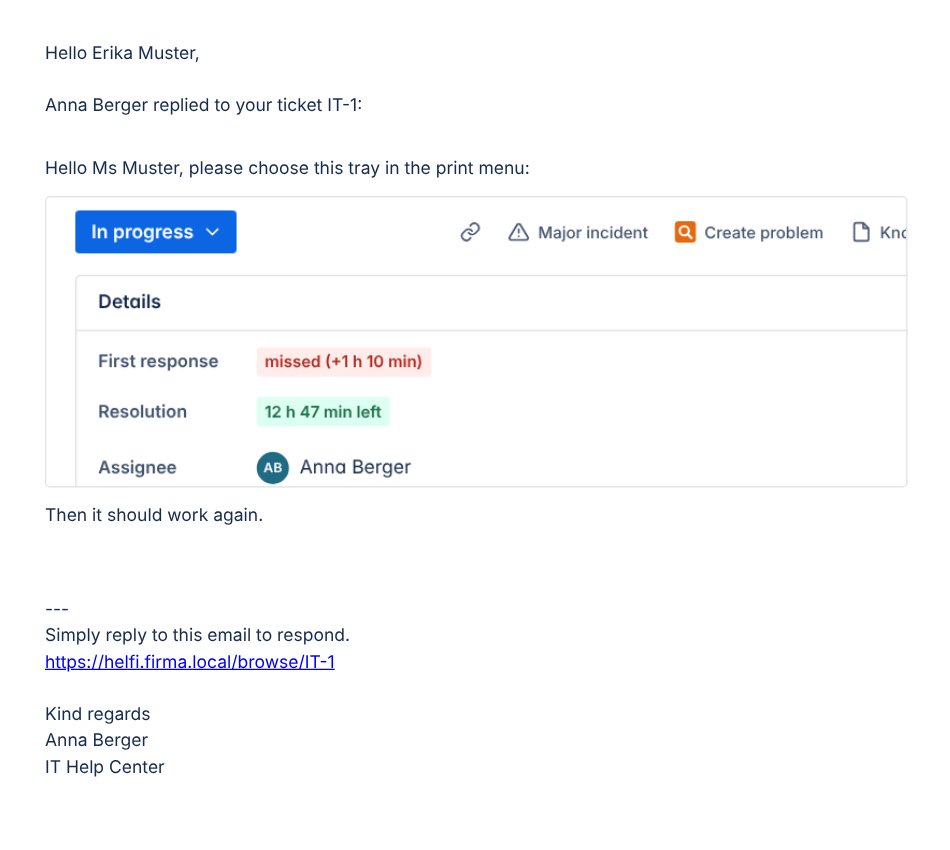 Hello Erika Muster,
Anna Berger replied to your ticket IT-1:
Hello Ms Muster, please choose this tray in the print menu:
In progress Major incident Create problem
Details
First response missed (+1 h 10 min)
Resolution 12 h 47 min left
Assignee AB Anna Berger
Then it should work again.
---
Simply reply to this email to respond.
https://helfi.firma.local/browse/IT-1
Kind regards
Anna Berger
IT Help Center